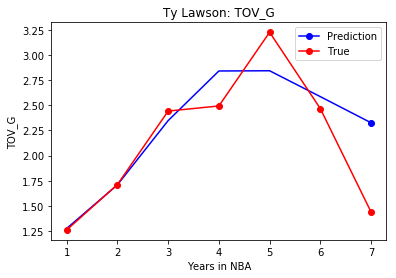 Ty Lawson: TOV_G
Prediction
True
TOV_G
3.25
3.00
2.75
2.50
2.25
2.00
1.75
1.50
1.25
1 2 3 4 5 6 7
Years in NBA